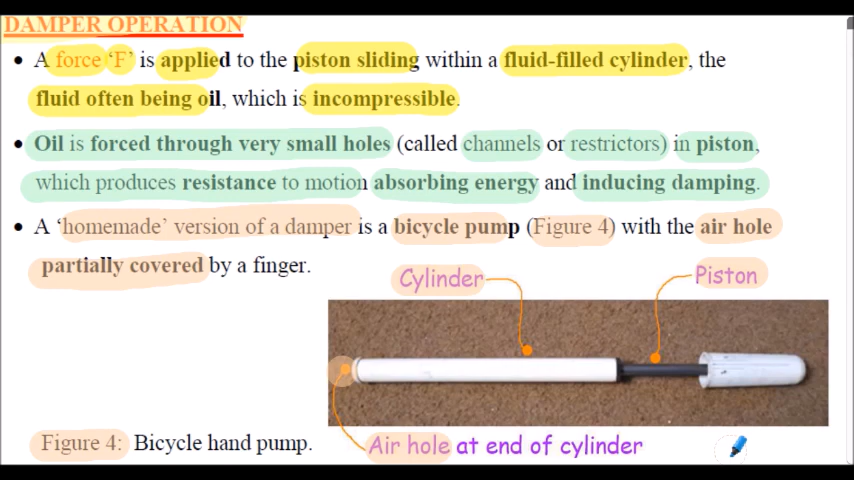 DAMPER OPERATION
• A force ‘F’ is applied to the piston sliding within a fluid-filled cylinder, the
fluid often being oil, which is incompressible.
• Oil is forced through very small holes (called channels or restrictors) in piston,
which produces resistance to motion absorbing energy and inducing damping.
• A ‘homemade’ version of a damper is a bicycle pump (Figure 4) with the air hole
partially covered by a finger.
Cylinder
Piston
Air hole at end of cylinder
Figure 4: Bicycle hand pump.